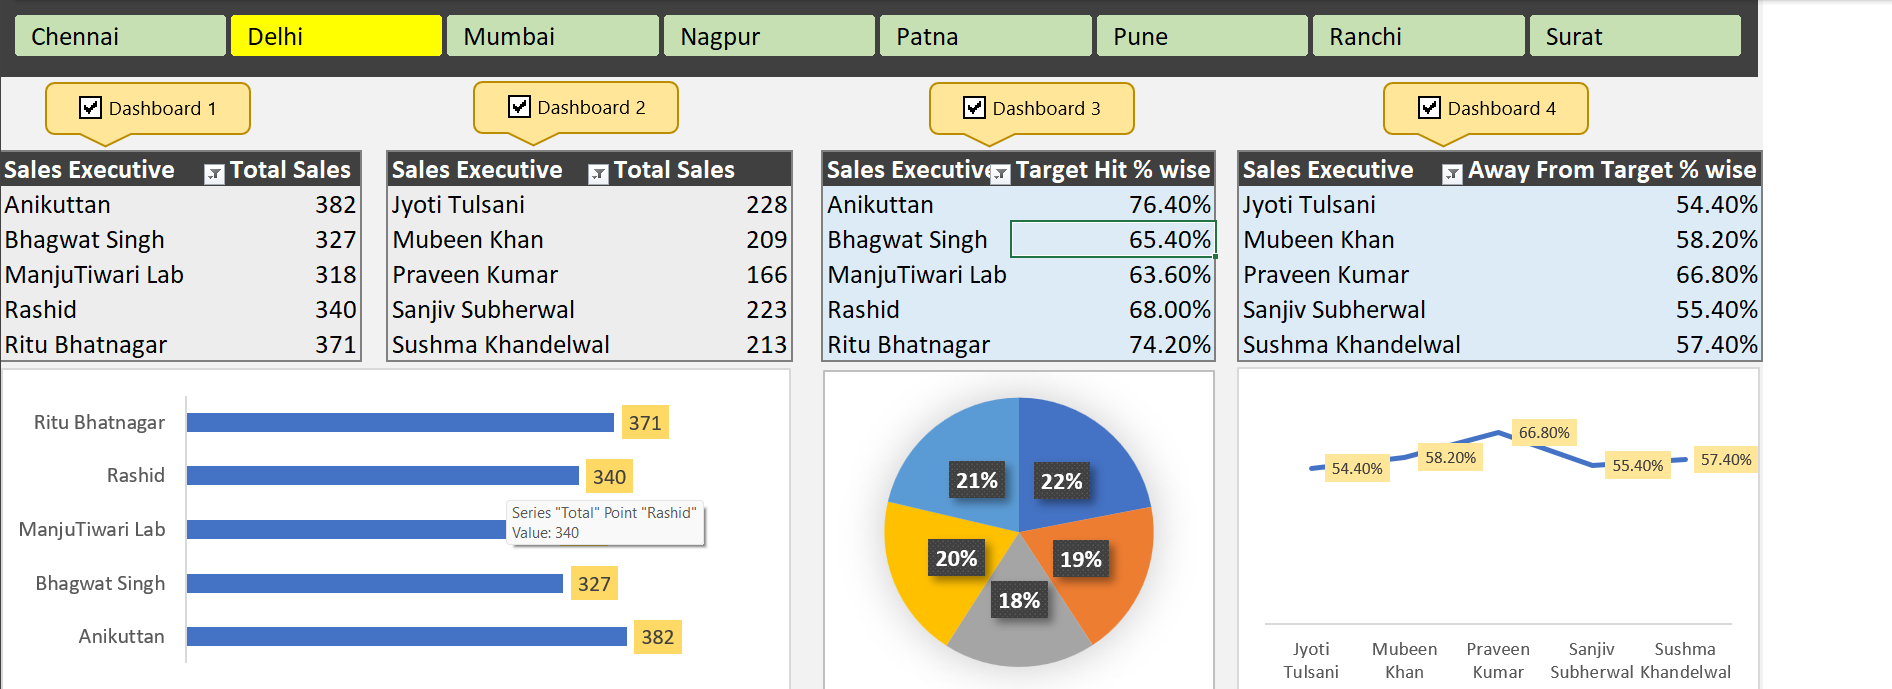 Chennai Delhi Mumbai Nagpur Patna Pune Ranchi Surat
Dashboard 1 Dashboard 2 Dashboard 3 Dashboard 4
Sales Executive Total Sales
Anikuttan 382
Bhagwat Singh 327
ManjuTiwari Lab 318
Rashid 340
Ritu Bhatnagar 371
Sales Executive Total Sales
Jyoti Tulsani 228
Mubeen Khan 209
Praveen Kumar 166
Sanjiv Subherwal 223
Sushma Khandelwal 213
Sales Executive Target Hit % wise
Anikuttan 76.40%
Bhagwat Singh 65.40%
ManjuTiwari Lab 63.60%
Rashid 68.00%
Ritu Bhatnagar 74.20%
Sales Executive Away From Target % wise
Jyoti Tulsani 54.40%
Mubeen Khan 58.20%
Praveen Kumar 66.80%
Sanjiv Subherwal 55.40%
Sushma Khandelwal 57.40%
Ritu Bhatnagar 371
Rashid 340
Series "Total" Point "Rashid"
Value: 340
ManjuTiwari Lab
Bhagwat Singh 327
Anikuttan 382
21% 22%
20% 19%
18%
54.40% 58.20% 66.80% 55.40% 57.40%
Jyoti Mubeen Praveen Sanjiv Sushma
Tulsani Khan Kumar Subherwal Khandelwal